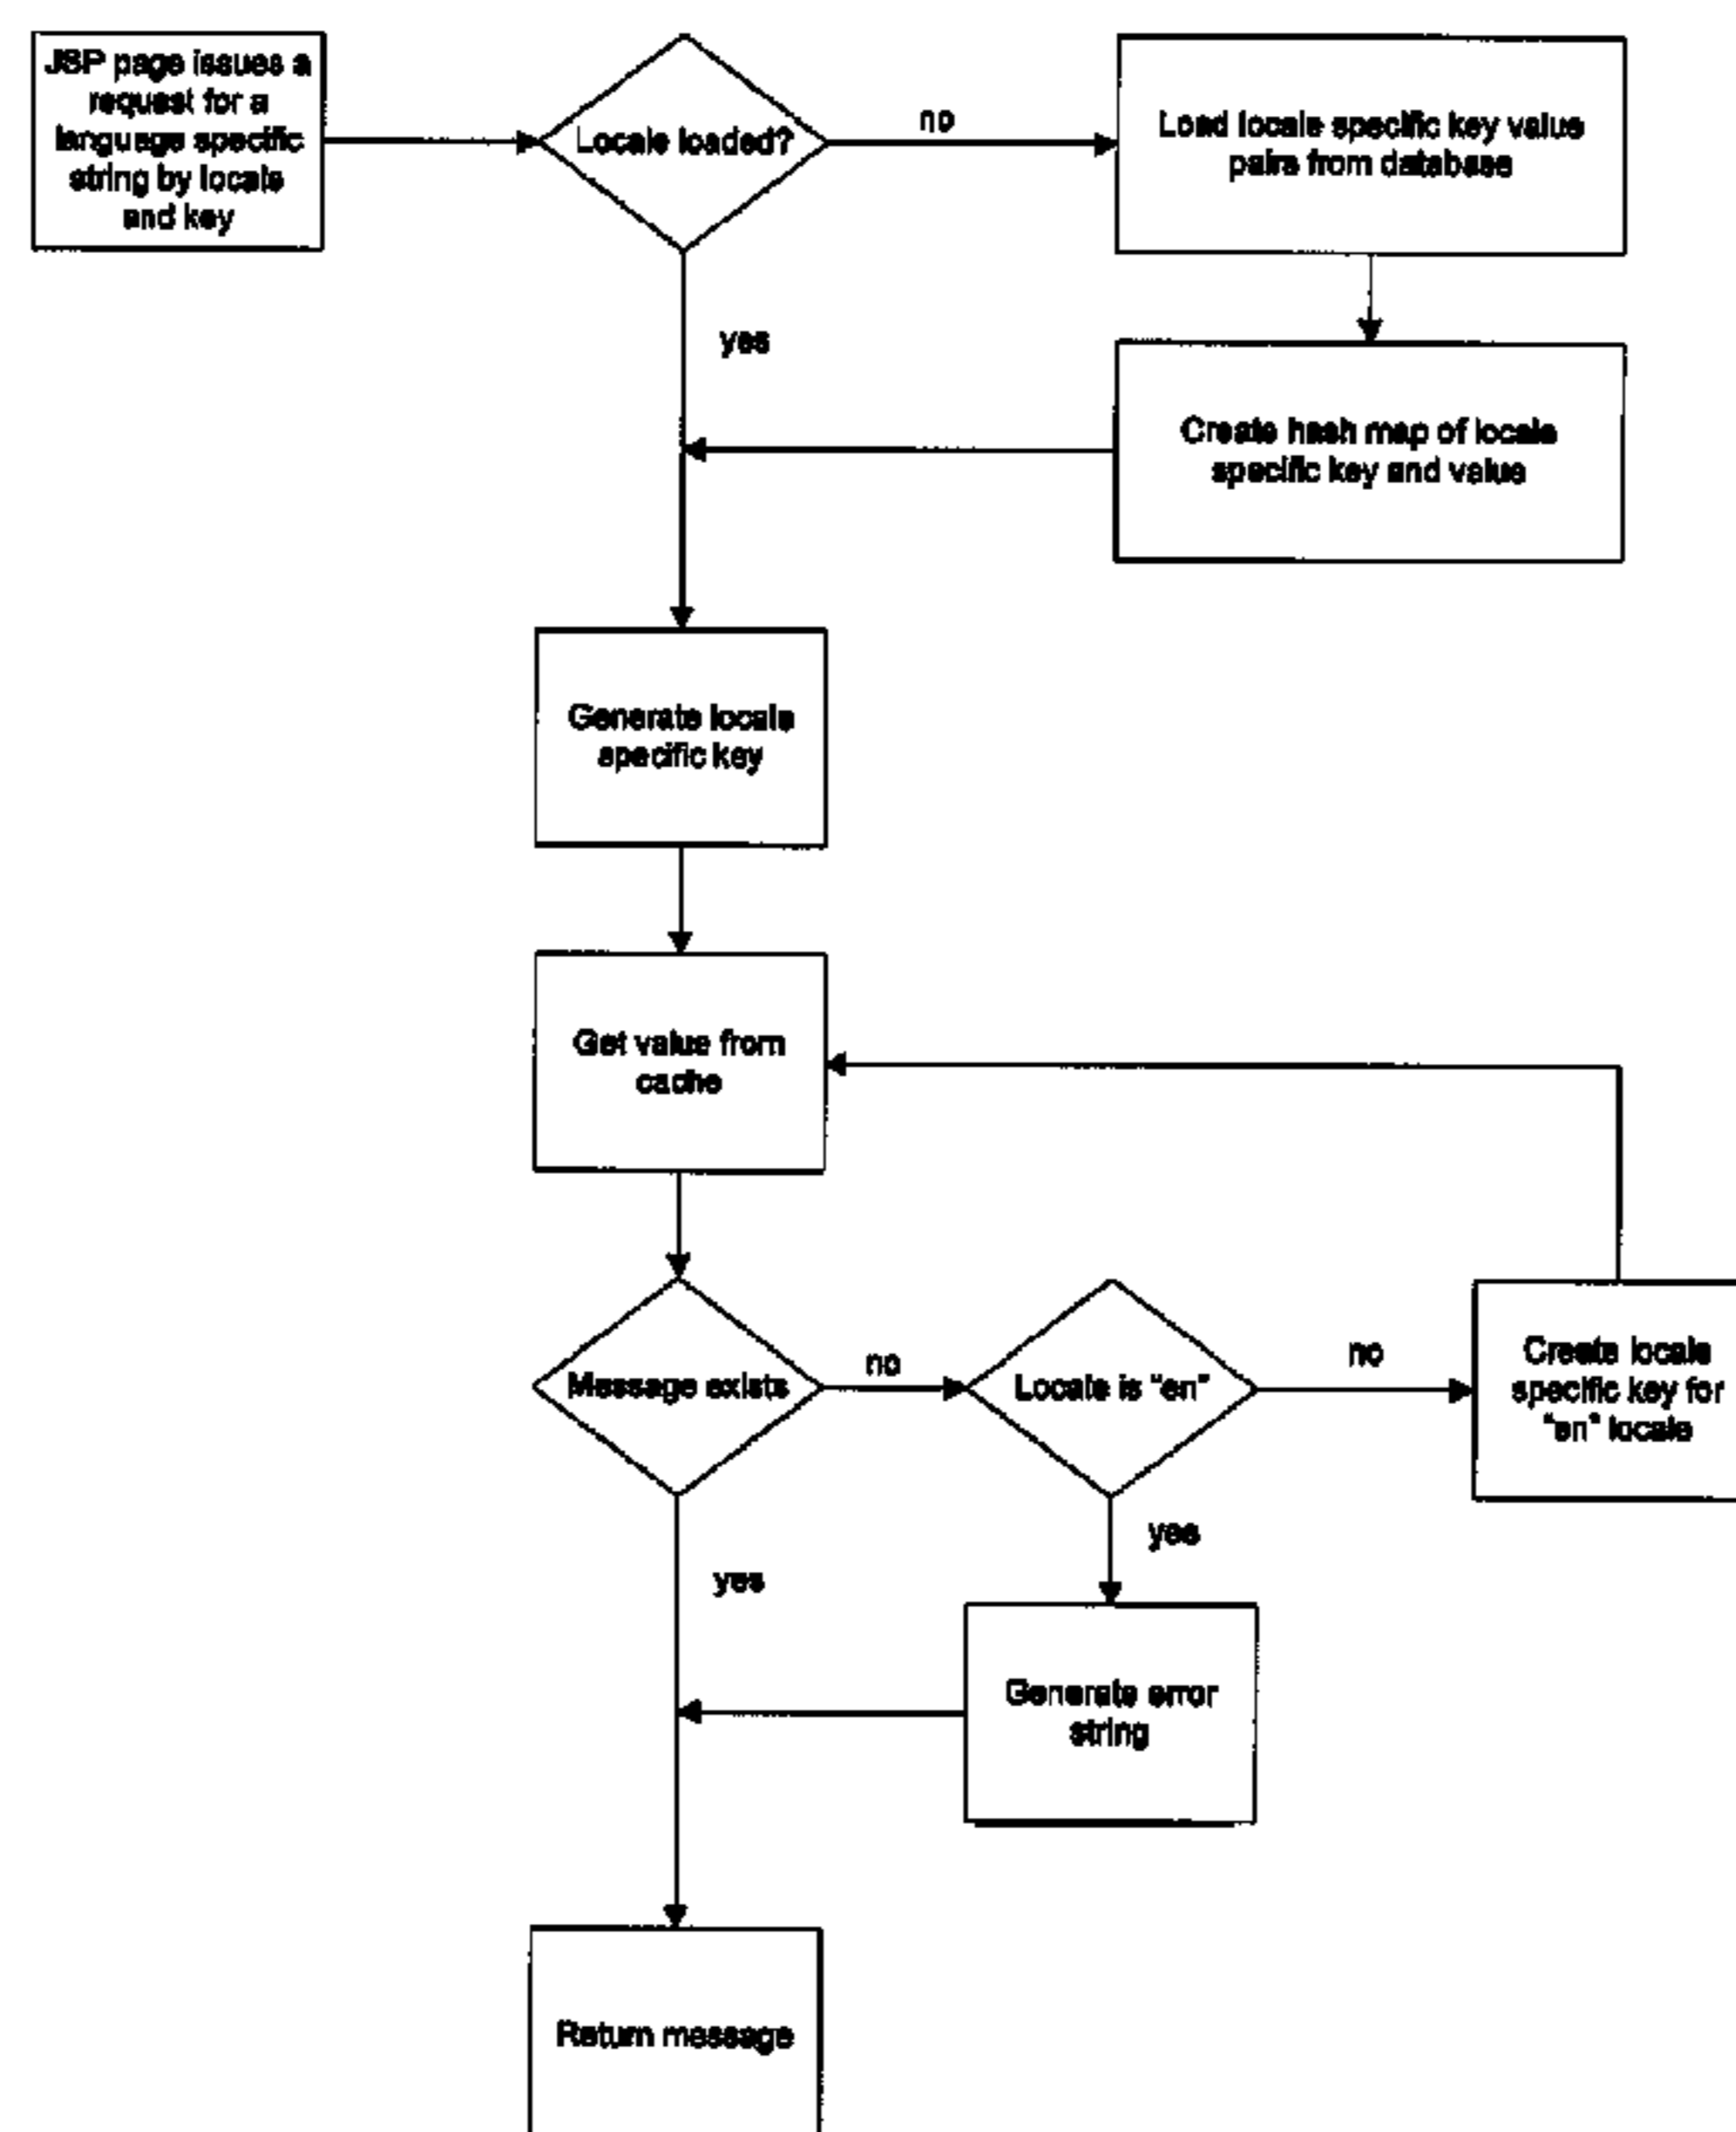 JSP page issues a
request for a
language specific
string by locale
and key
Locale loaded?
no
Load locale specific key value
pairs from database
yes
Create hash map of locale
specific key and value
Generate locale
specific key
Get value from
cache
Message exists
no
Locale is "en"
no
Create locale
specific key for
"en" locale
yes
yes
Generate error
string
Return message